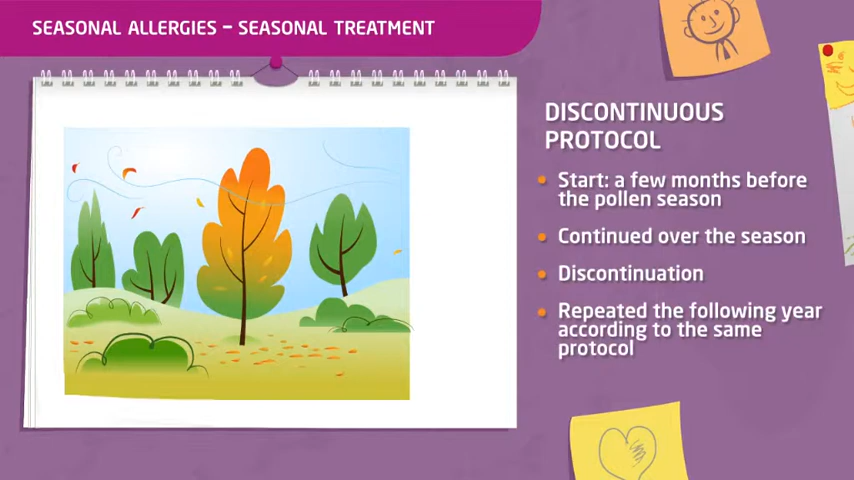 SEASONAL ALLERGIES – SEASONAL TREATMENT
DISCONTINUOUS
PROTOCOL
Start: a few months before
the pollen season
Continued over the season
Discontinuation
Repeated the following year
according to the same
protocol